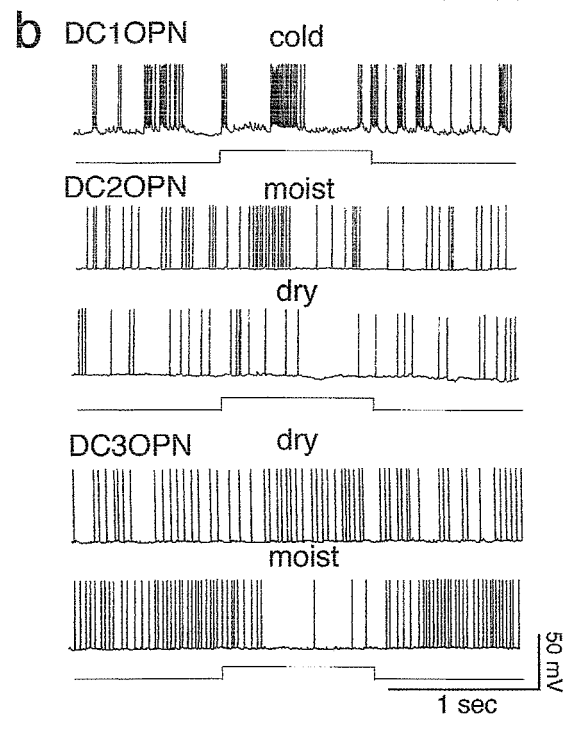 b
DC1OPN
cold
DC2OPN
moist
dry
DC3OPN
dry
moist
50 mV
1 sec